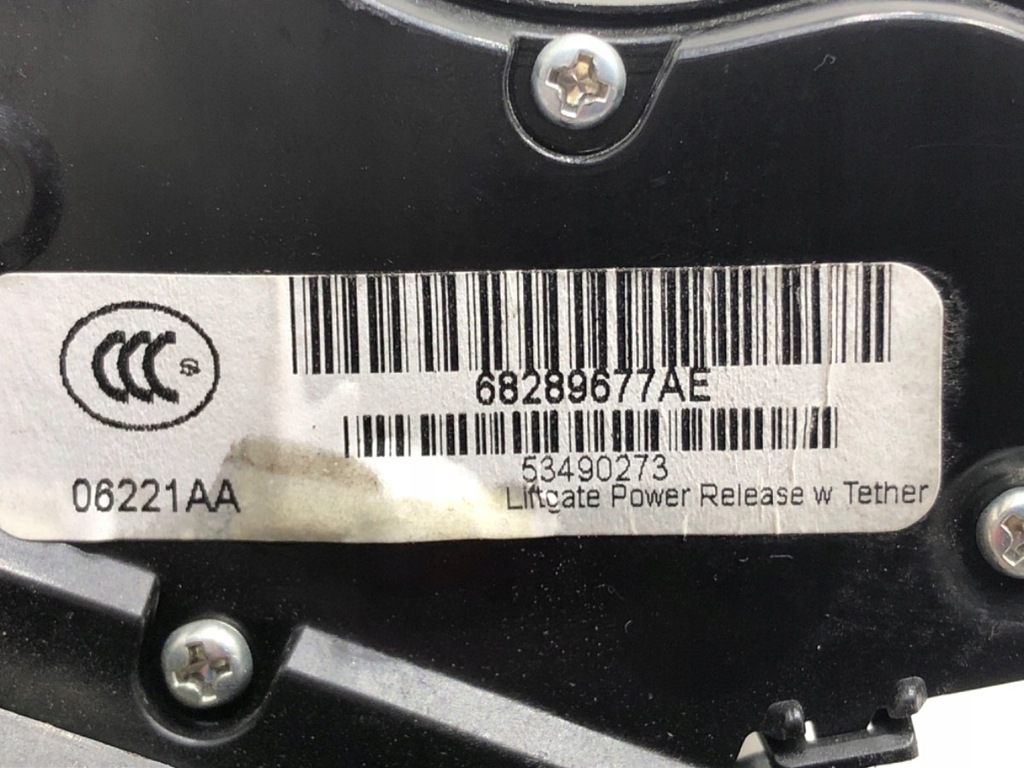 CCC S
68289677AE
53490273
06221AA
Liftgate Power Release w Tether